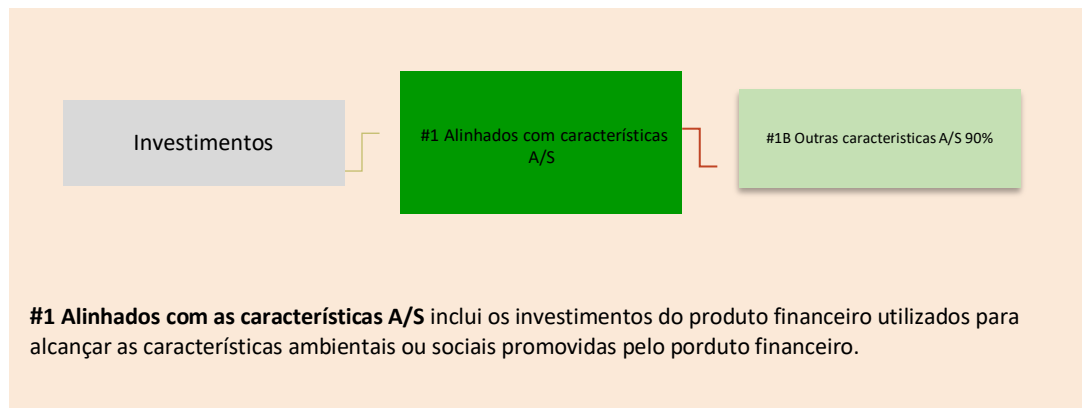 Investimentos
#1 Alinhados com características
A/S
#1B Outras caracteristicas A/S 90%
#1 Alinhados com as características A/S inclui os investimentos do produto financeiro utilizados para
alcançar as características ambientais ou sociais promovidas pelo porduto financeiro.